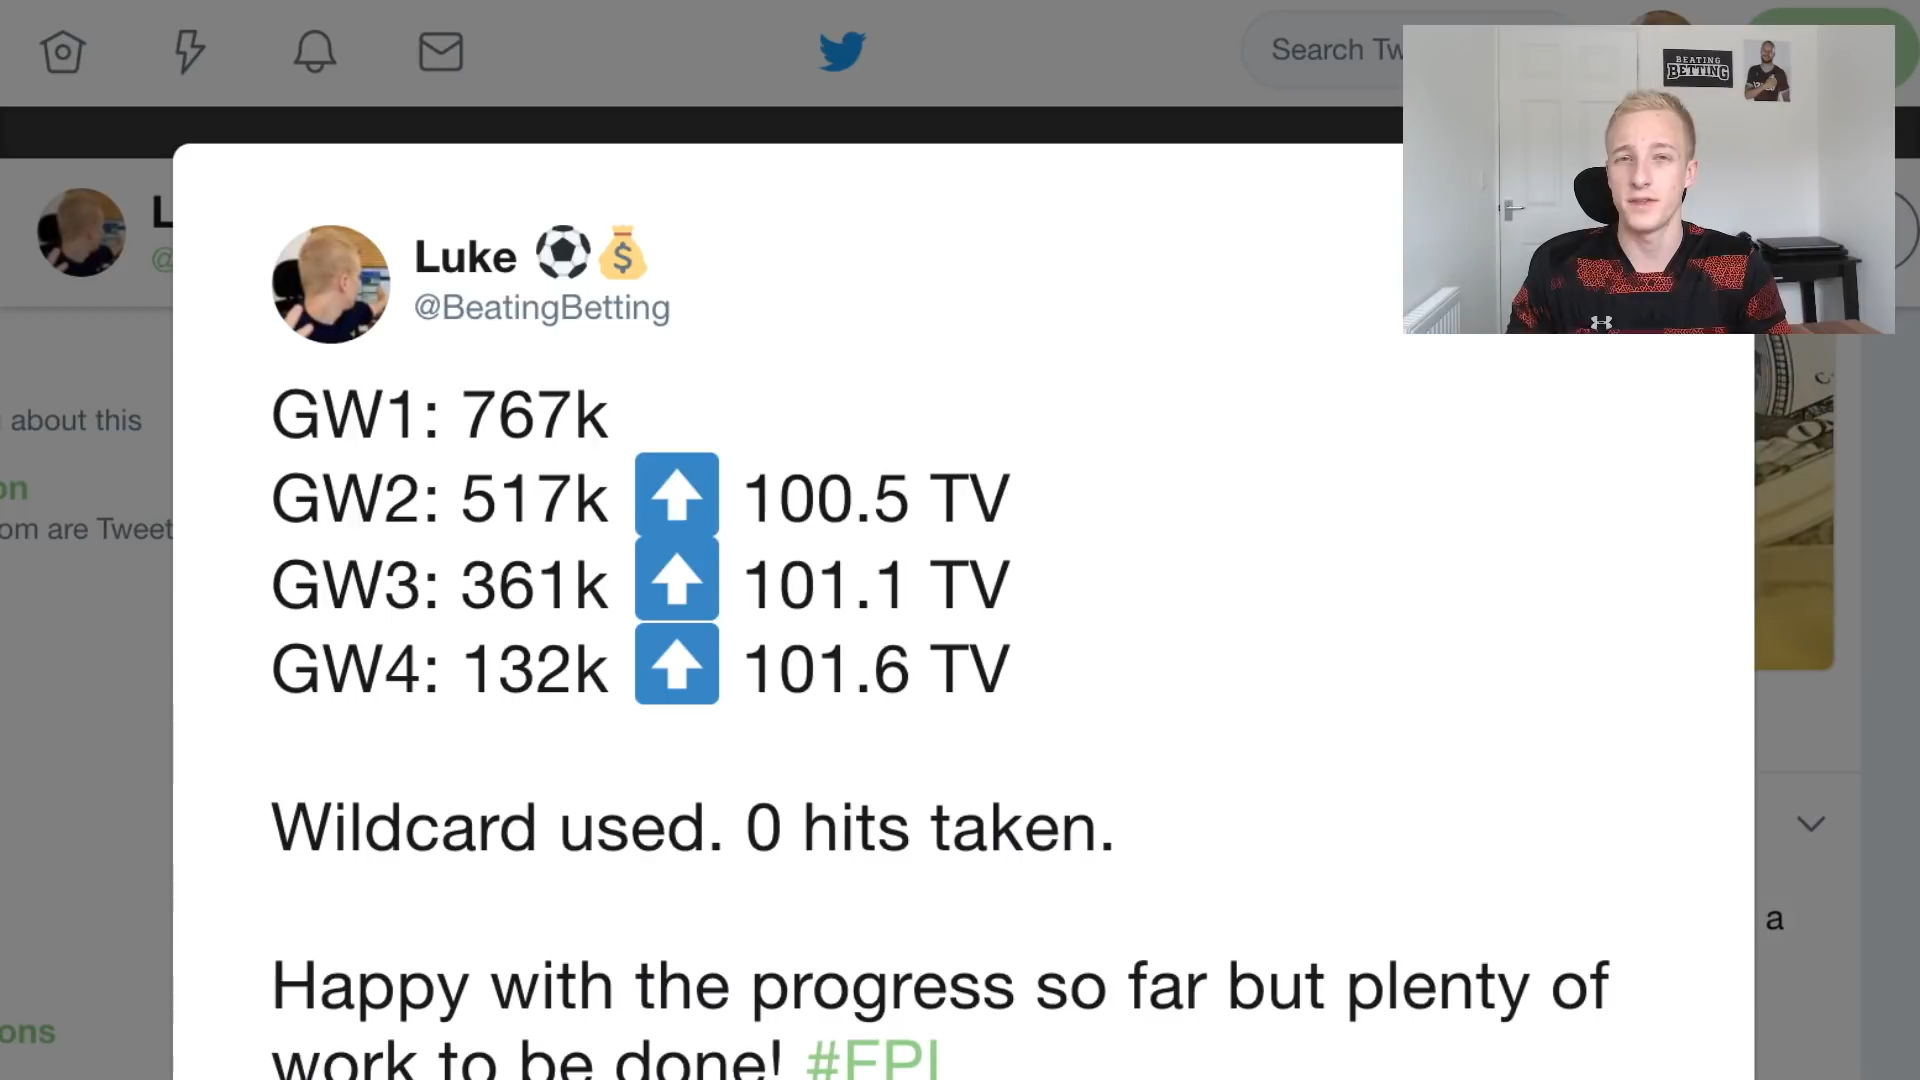 Search Tw
BEATING
BETTING
L
@
Luke ⚽💰
@BeatingBetting
GW1: 767k
GW2: 517k ⬆ 100.5 TV
GW3: 361k ⬆ 101.1 TV
GW4: 132k ⬆ 101.6 TV
Wildcard used. 0 hits taken.
Happy with the progress so far but plenty of
work to be done! #FPL
about this
on
om are Tweet
a
ons